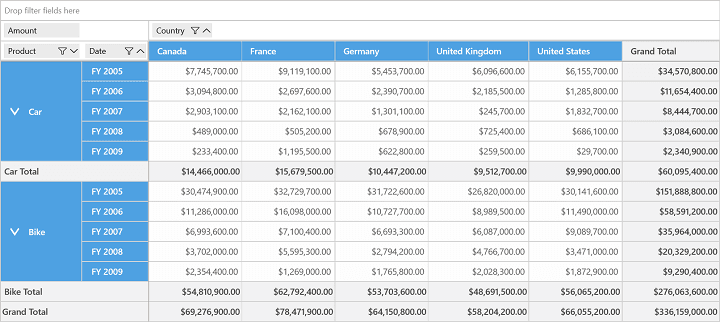 Drop filter fields here
Amount Country
Product Date Canada France Germany United Kingdom United States Grand Total
Car FY 2005 $7,745,700.00 $9,119,100.00 $5,453,700.00 $6,096,600.00 $6,155,700.00 $34,570,800.00
FY 2006 $3,094,800.00 $2,697,600.00 $2,390,700.00 $2,185,500.00 $1,285,800.00 $11,654,400.00
FY 2007 $2,903,100.00 $2,162,100.00 $1,301,100.00 $245,700.00 $1,832,700.00 $8,444,700.00
FY 2008 $489,000.00 $505,200.00 $678,900.00 $725,400.00 $686,100.00 $3,084,600.00
FY 2009 $233,400.00 $1,195,500.00 $622,800.00 $259,500.00 $29,700.00 $2,340,900.00
Car Total $14,466,000.00 $15,679,500.00 $10,447,200.00 $9,512,700.00 $9,990,000.00 $60,095,400.00
Bike FY 2005 $30,474,900.00 $32,729,700.00 $31,722,600.00 $26,820,000.00 $30,141,600.00 $151,888,800.00
FY 2006 $11,286,000.00 $16,098,000.00 $10,727,700.00 $8,989,500.00 $11,490,000.00 $58,591,200.00
FY 2007 $6,993,600.00 $7,100,400.00 $6,693,300.00 $6,087,000.00 $9,089,700.00 $35,964,000.00
FY 2008 $3,702,000.00 $5,595,300.00 $2,794,200.00 $4,766,700.00 $3,471,000.00 $20,329,200.00
FY 2009 $2,354,400.00 $1,269,000.00 $1,765,800.00 $2,028,300.00 $1,872,900.00 $9,290,400.00
Bike Total $54,810,900.00 $62,792,400.00 $53,703,600.00 $48,691,500.00 $56,065,200.00 $276,063,600.00
Grand Total $69,276,900.00 $78,471,900.00 $64,150,800.00 $58,204,200.00 $66,055,200.00 $336,159,000.00